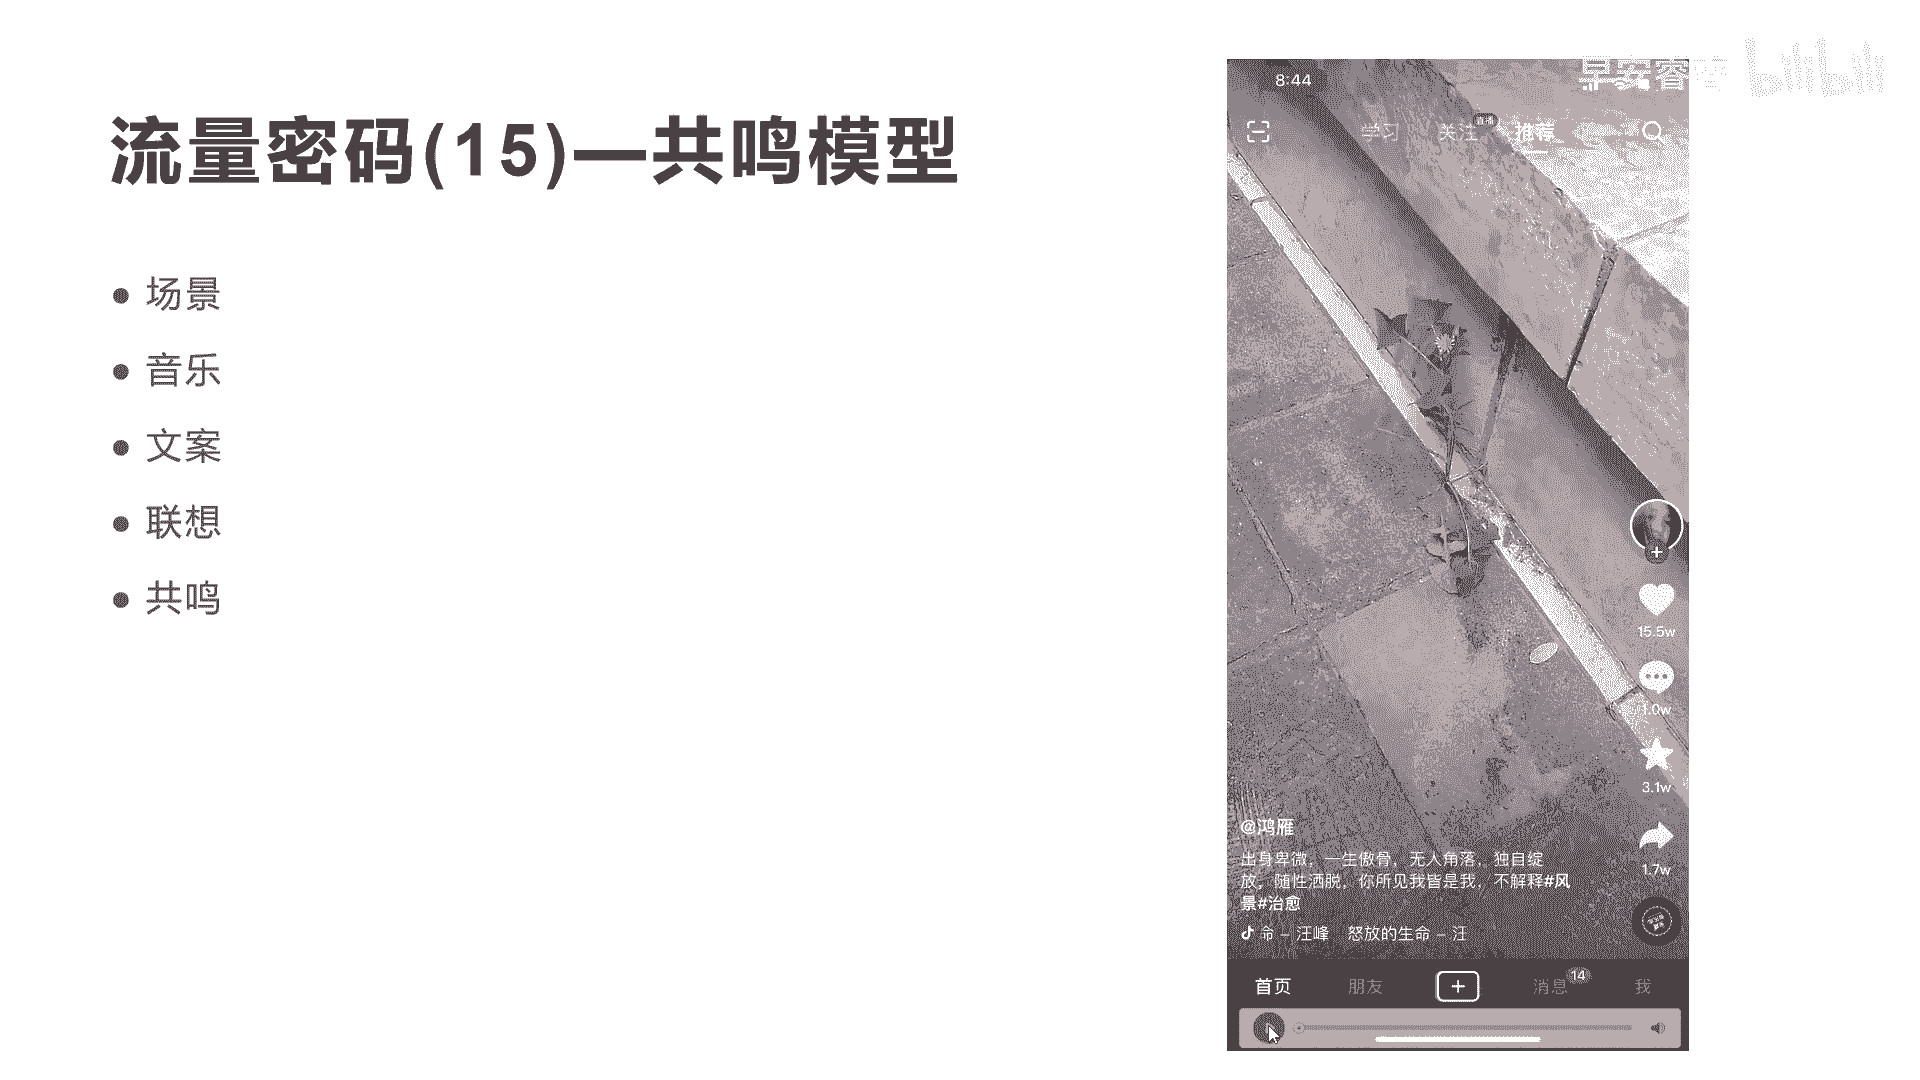 流量密码(15)—共鸣模型
场景
音乐
文案
联想
共鸣
早安睿
bilibili
8:44
学习
关注
直播
推荐
15.5w
1.0w
3.1w
1.7w
@鸿雁
出身卑微，一生傲骨，无人角落，独自绽
放，随性洒脱，你所见我皆是我，不解释#风
景#治愈
命 – 汪峰 怒放的生命 – 汪
首页
朋友
消息
14
我